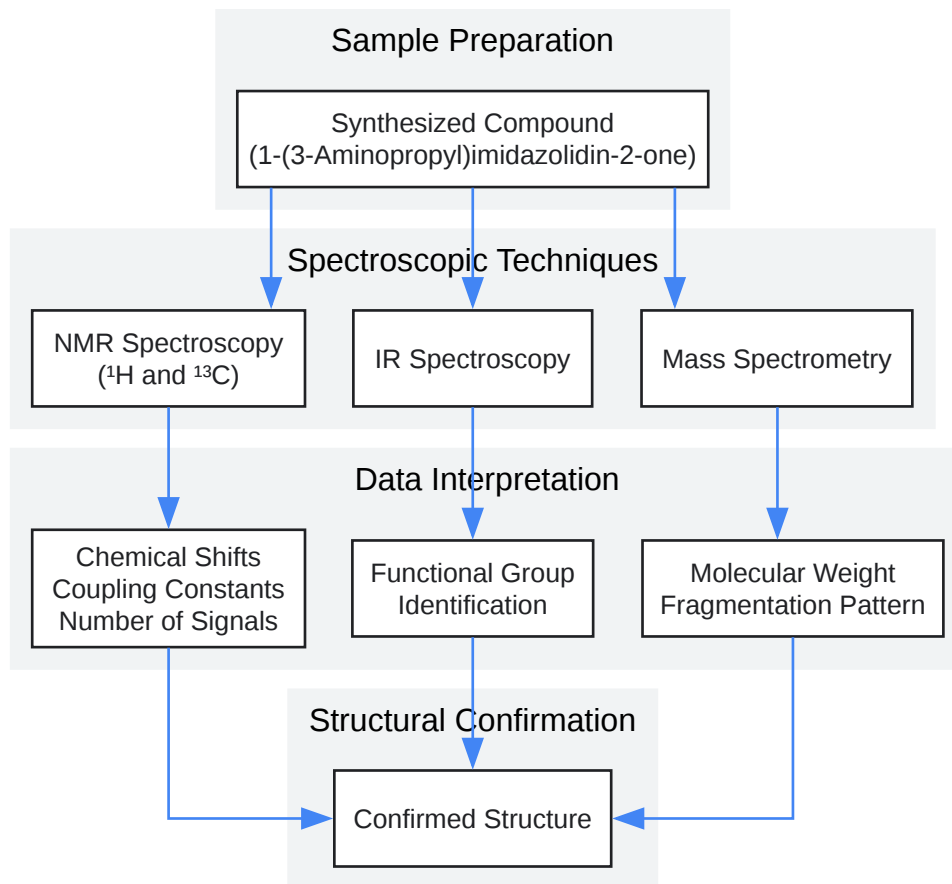 Sample Preparation
Synthesized Compound
(1-(3-Aminopropyl)imidazolidin-2-one)
Spectroscopic Techniques
NMR Spectroscopy
(¹H and ¹³C)
IR Spectroscopy
Mass Spectrometry
Data Interpretation
Chemical Shifts
Coupling Constants
Number of Signals
Functional Group
Identification
Molecular Weight
Fragmentation Pattern
Structural Confirmation
Confirmed Structure